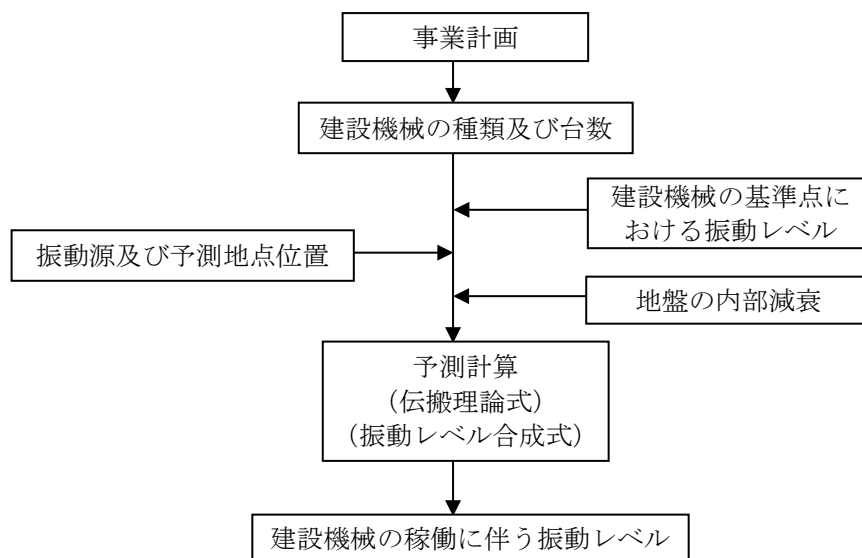 事業計画
建設機械の種類及び台数
建設機械の基準点に
おける振動レベル
振動源及び予測地点位置
地盤の内部減衰
予測計算
（伝搬理論式）
（振動レベル合成式）
建設機械の稼働に伴う振動レベル